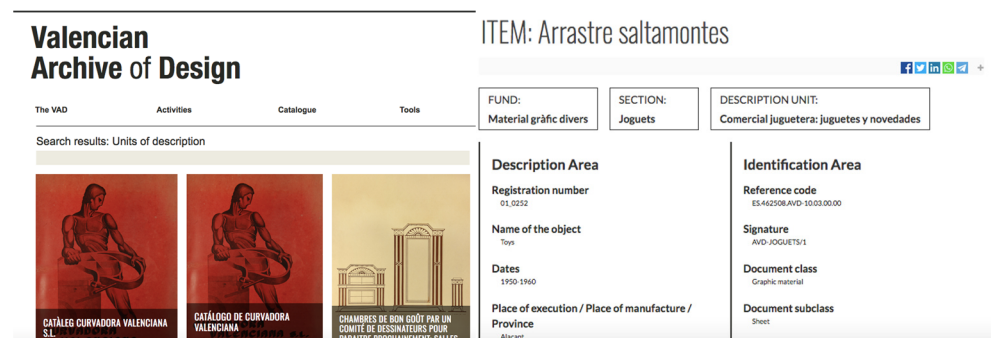 Valencian
Archive of Design
The VAD
Activities
Catalogue
Tools
Search results: Units of description
CATÀLEG CURVADORA VALENCIANA
S.L.
CATÁLOGO DE CURVADORA
VALENCIANA
CHAMBRES DE BON GOÛT PAR UN
COMITÉ DE DESSINATEURS POUR
PARAITRE PROCHAINEMENT: SALLES
ITEM: Arrastre saltamontes
FUND:
Material gràfic divers
SECTION:
Joguets
DESCRIPTION UNIT:
Comercial juguetera: juguetes y novedades
Description Area
Registration number
01_0252
Name of the object
Toys
Dates
1950-1960
Place of execution / Place of manufacture /
Province
Alacant
Identification Area
Reference code
ES.462508.AVD-10.03.00.00
Signature
AVD-JOGUETS/1
Document class
Graphic material
Document subclass
Sheet